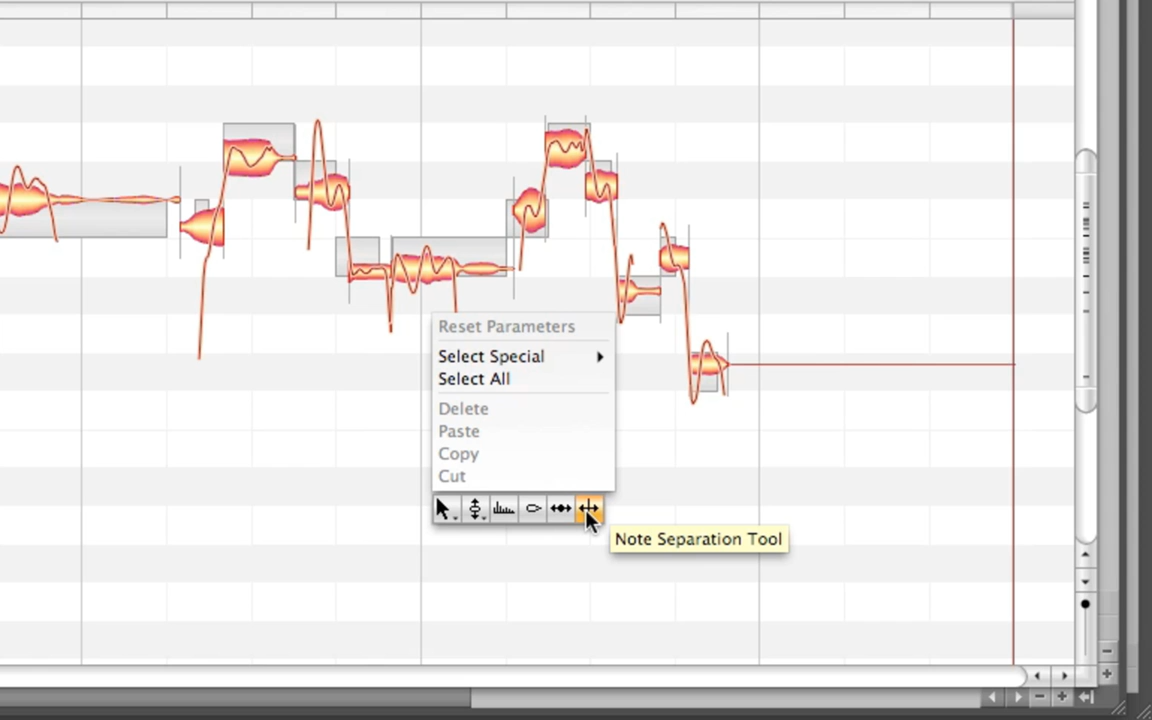 Reset Parameters
Select Special
Select All
Delete
Paste
Copy
Cut
Note Separation Tool